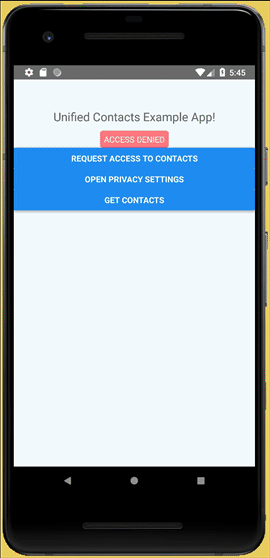 5:45
Unified Contacts Example App!
ACCESS DENIED
REQUEST ACCESS TO CONTACTS
OPEN PRIVACY SETTINGS
GET CONTACTS